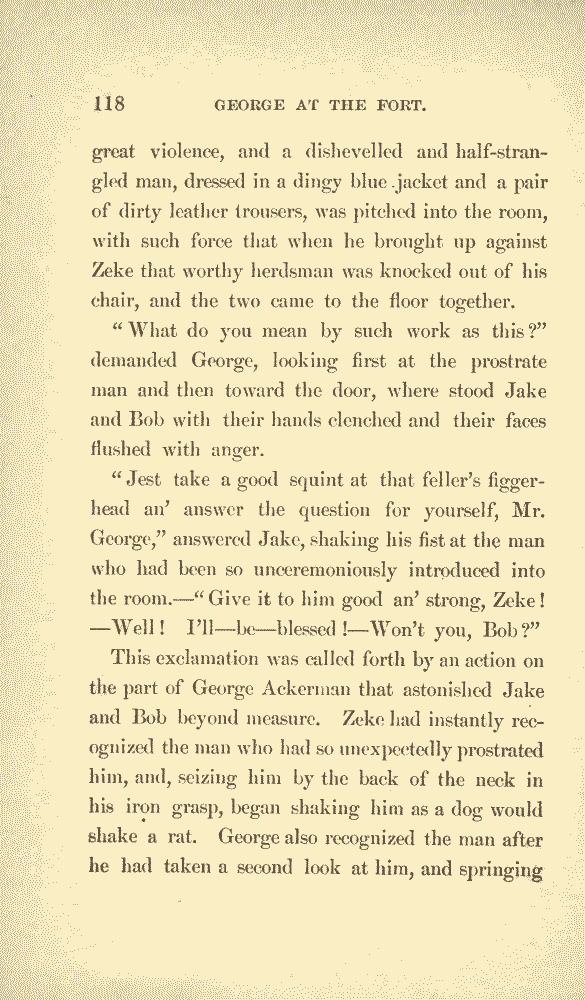 118 GEORGE AT THE FORT.
great violence, and a dishevelled and half-stran-
gled man, dressed in a dingy blue jacket and a pair
of dirty leather trousers, was pitched into the room,
with such force that when he brought up against
Zeke that worthy herdsman was knocked out of his
chair, and the two came to the floor together.
“What do you mean by such work as this?”
demanded George, looking first at the prostrate
man and then toward the door, where stood Jake
and Bob with their hands clenched and their faces
flushed with anger.
“Jest take a good squint at that feller’s figger-
head an’ answer the question for yourself, Mr.
George,” answered Jake, shaking his fist at the man
who had been so unceremoniously introduced into
the room.—“Give it to him good an’ strong, Zeke!
—Well! I’ll—be—blessed!—Won’t you, Bob?”
This exclamation was called forth by an action on
the part of George Ackerman that astonished Jake
and Bob beyond measure. Zeke had instantly rec-
ognized the man who had so unexpectedly prostrated
him, and, seizing him by the back of the neck in
his iron grasp, began shaking him as a dog would
shake a rat. George also recognized the man after
he had taken a second look at him, and springing